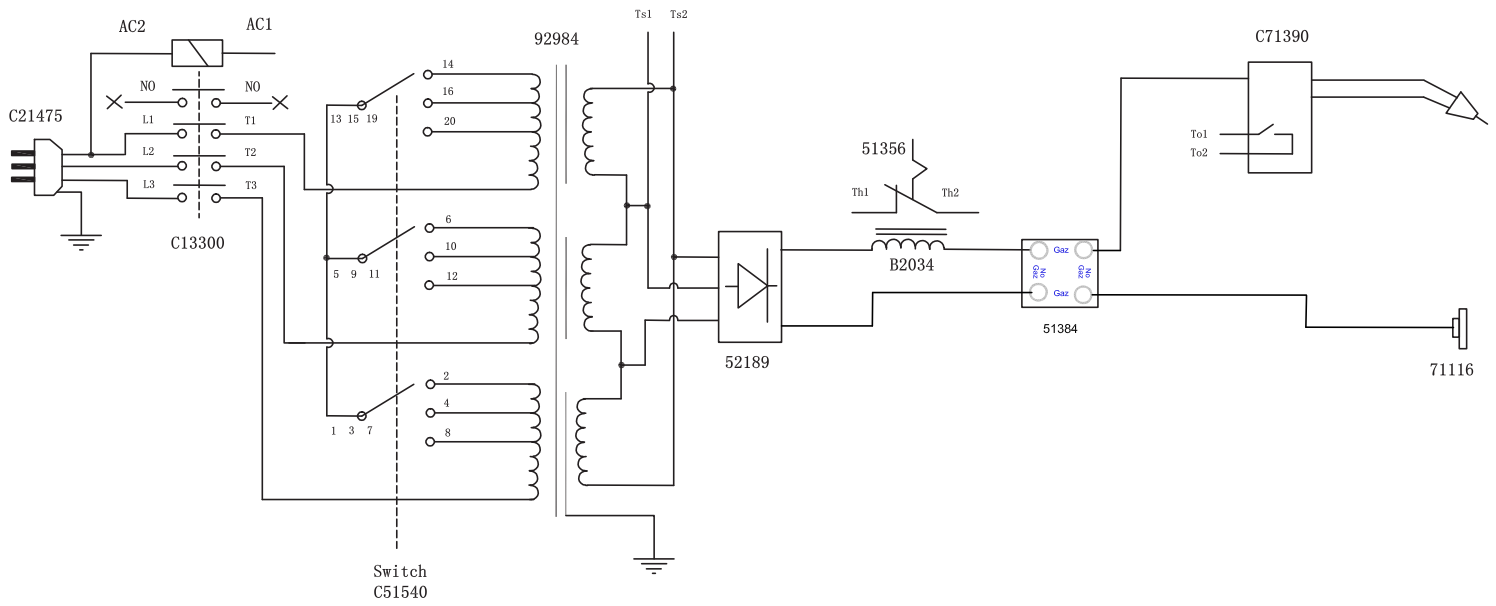 Ts1 Ts2
AC2 AC1
92984
C71390
NO NO
C21475
L1 T1
L2 T2
L3 T3
C13300
14
16
20
13 15 19
6
10
12
5 9 11
2
4
8
1 3 7
Switch
C51540
52189
51356
Th1 Th2
B2034
Gaz
No Gaz
No Gaz
Gaz
51384
To1
To2
71116